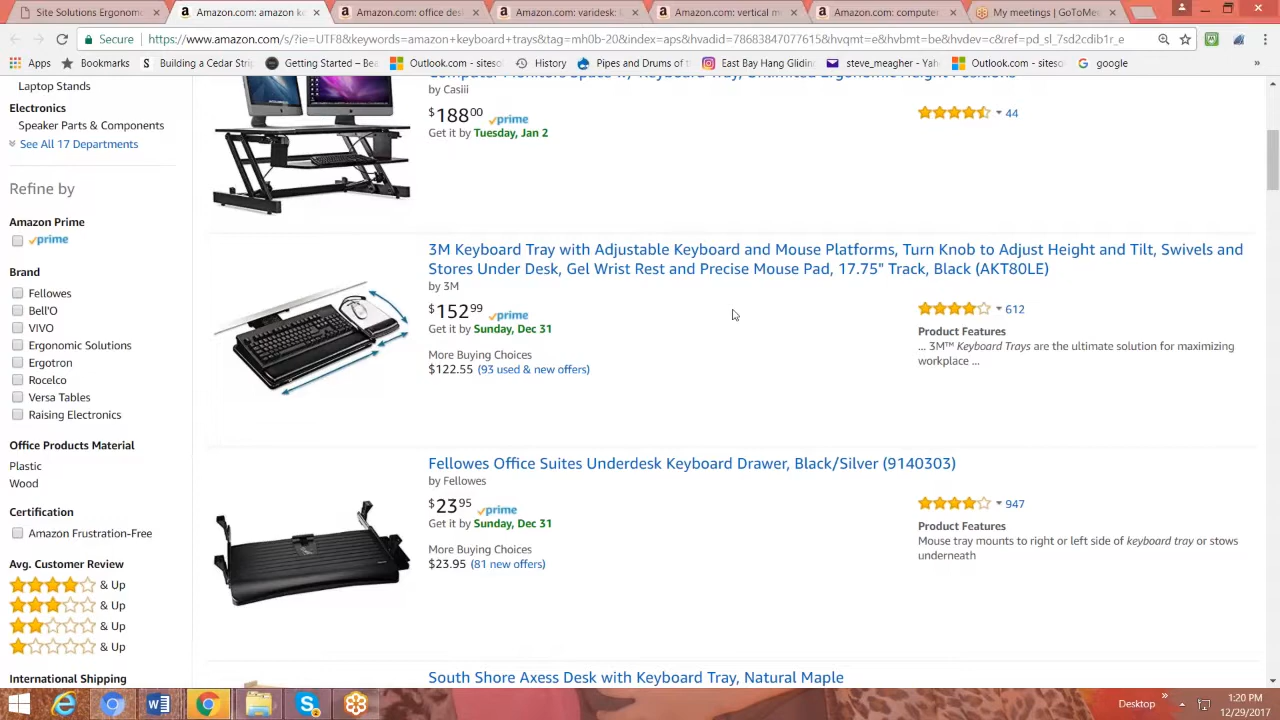 Site Solutions Ergonomi
Amazon.com: amazon ke
Amazon.com: office desi
Amazon.com: varidesk: E
Amazon.com: vertical m
Amazon.com: computer
My meetings | GoToMee
Secure
https://www.amazon.com/s/?ie=UTF8&keywords=amazon+keyboard+trays&tag=mh0b-20&index=aps&hvadid=78683847077615&hvqmt=e&hvbmt=be&hvdev=c&ref=pd_sl_7sd2cdib1r_e
Apps
Bookmarks
Building a Cedar Strip
Getting Started — Be
Outlook.com - siteso
History
Pipes and Drums of t
East Bay Hang Gliding
steve_meagher - Yah
Outlook.com - siteso
google
»
Laptop Stands
Electronics
Speaker Parts & Components
See All 17 Departments
Refine by
Amazon Prime
prime
Brand
Fellowes
Bell'O
VIVO
Ergonomic Solutions
Ergotron
Rocelco
Versa Tables
Raising Electronics
Office Products Material
Plastic
Wood
Certification
Amazon Frustration-Free
Avg. Customer Review
& Up
& Up
& Up
& Up
International Shipping
by Casiii
$188 00 prime
Get it by Tuesday, Jan 2
44
3M Keyboard Tray with Adjustable Keyboard and Mouse Platforms, Turn Knob to Adjust Height and Tilt, Swivels and
Stores Under Desk, Gel Wrist Rest and Precise Mouse Pad, 17.75" Track, Black (AKT80LE)
by 3M
$152 99 prime
Get it by Sunday, Dec 31
More Buying Choices
$122.55 (93 used & new offers)
612
Product Features
... 3M™ Keyboard Trays are the ultimate solution for maximizing
workplace ...
Fellowes Office Suites Underdesk Keyboard Drawer, Black/Silver (9140303)
by Fellowes
$23 95 prime
Get it by Sunday, Dec 31
More Buying Choices
$23.95 (81 new offers)
947
Product Features
Mouse tray mounts to right or left side of keyboard tray or stows
underneath
South Shore Axess Desk with Keyboard Tray, Natural Maple
Desktop
»
1:20 PM
12/29/2017